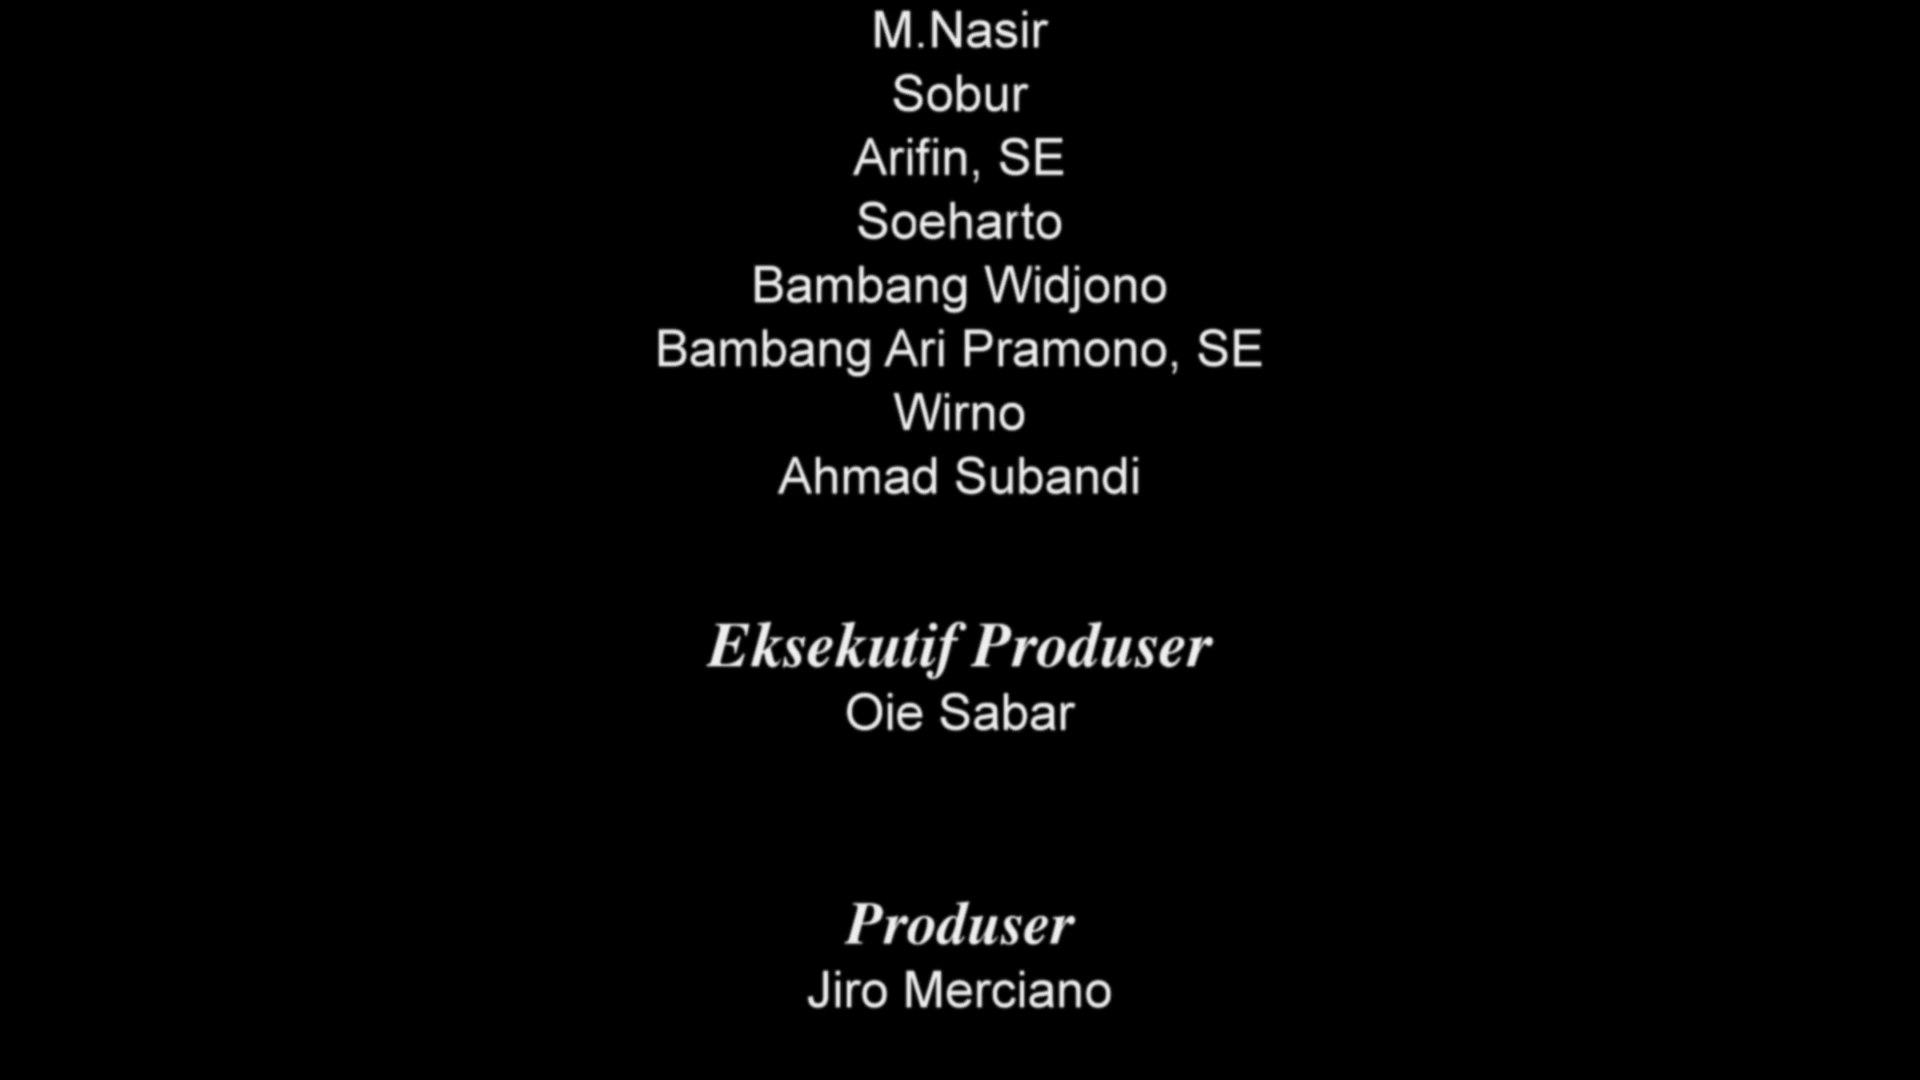 M.Nasir
Sobur
Arifin, SE
Soeharto
Bambang Widjono
Bambang Ari Pramono, SE
Wirno
Ahmad Subandi
Eksekutif Produser
Oie Sabar
Produser
Jiro Merciano